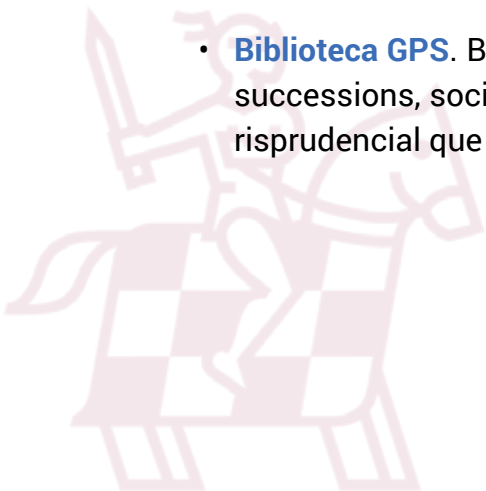 • Biblioteca GPS. B
successions, soci
risprudencial que